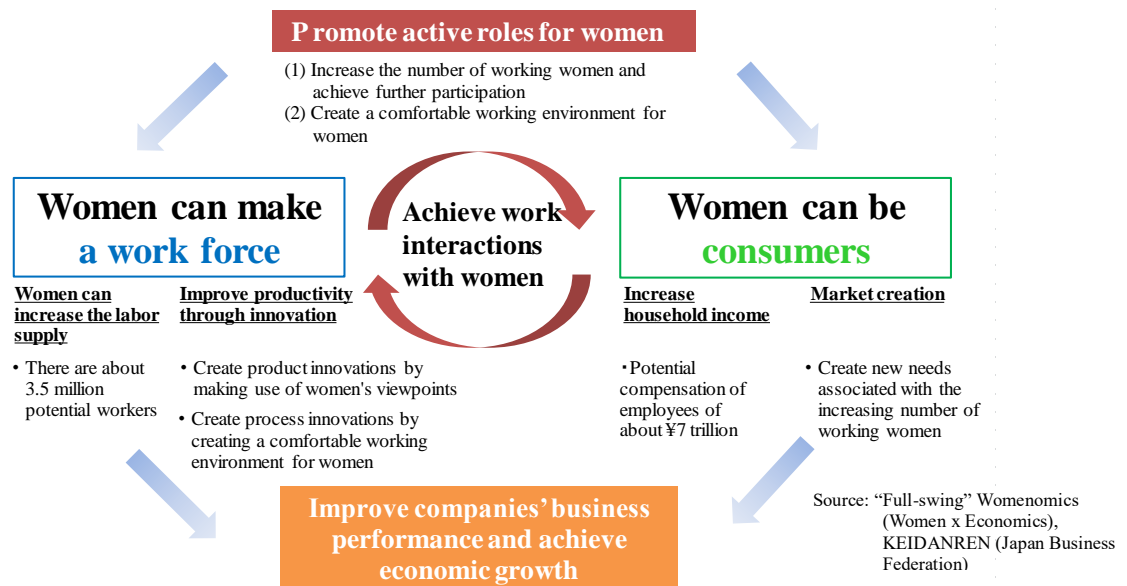 Promote active roles for women
(1) Increase the number of working women and
achieve further participation
(2) Create a comfortable working environment for
women
Women can make
a work force
Achieve work
interactions
with women
Women can be
consumers
Women can
increase the labor
supply
• There are about
3.5 million
potential workers
Improve productivity
through innovation
• Create product innovations by
making use of women's viewpoints
• Create process innovations by
creating a comfortable working
environment for women
Increase
household income
・Potential
compensation of
employees of
about ¥7 trillion
Market creation
• Create new needs
associated with the
increasing number of
working women
Improve companies’ business
performance and achieve
economic growth
Source: “Full-swing” Womenomics
(Women x Economics),
KEIDANREN (Japan Business
Federation)